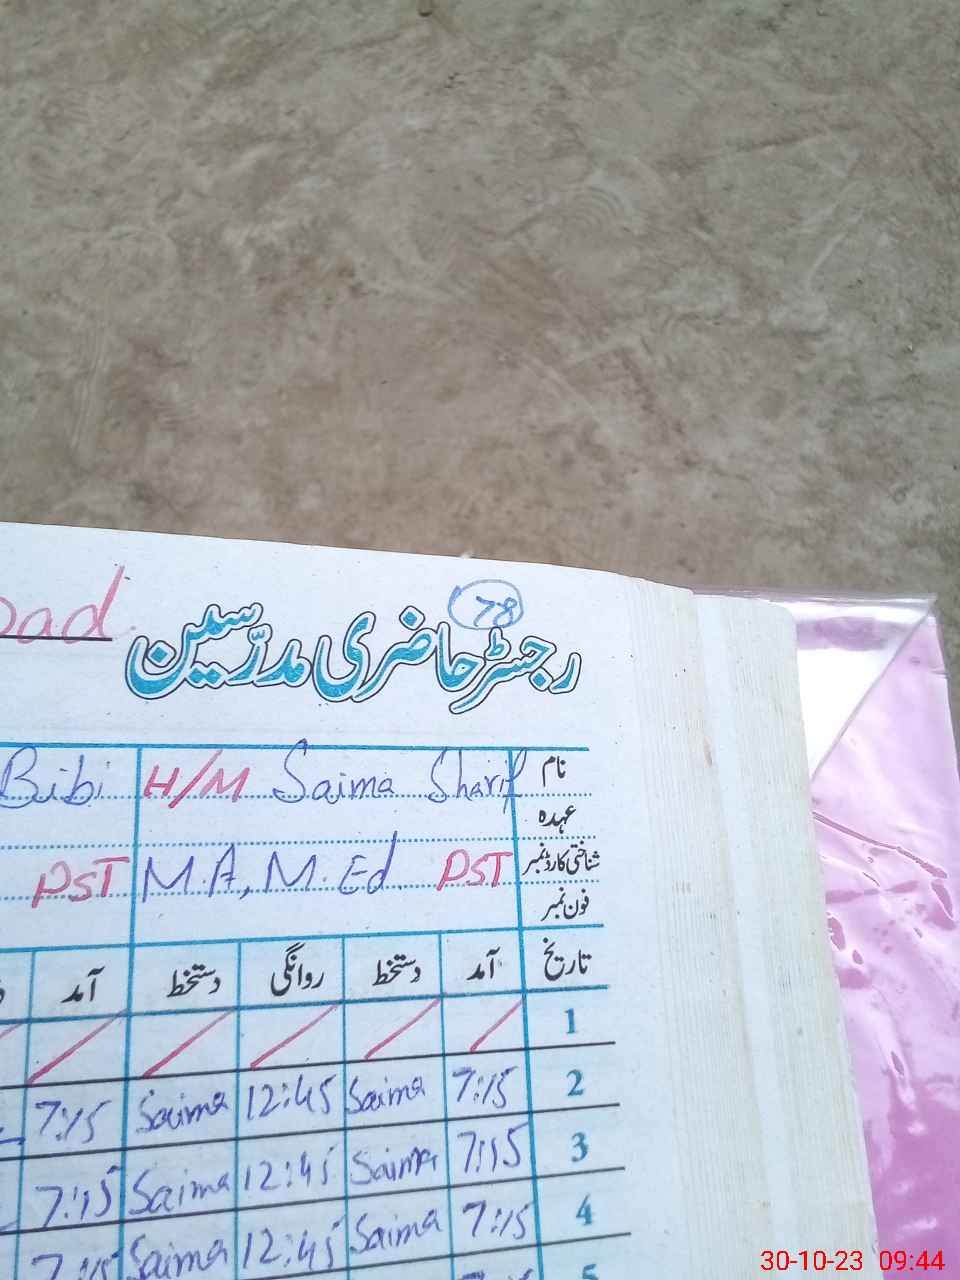 78
رجسٹر حاضری مدرسین
نام H/M Saima Sharif Bibi
عہدہ
شناختی کارڈ نمبر M.A, M.Ed. PST PST
فون نمبر
تاریخ آمد دستخط روانگی دستخط آمد
1
2 7:15 Saima 12:45 Saima 7:15
3 7:15 Saima 12:45 Saima 7:15
4 7:15 Saima 12:45 Saima
5
30-10-23 09:44